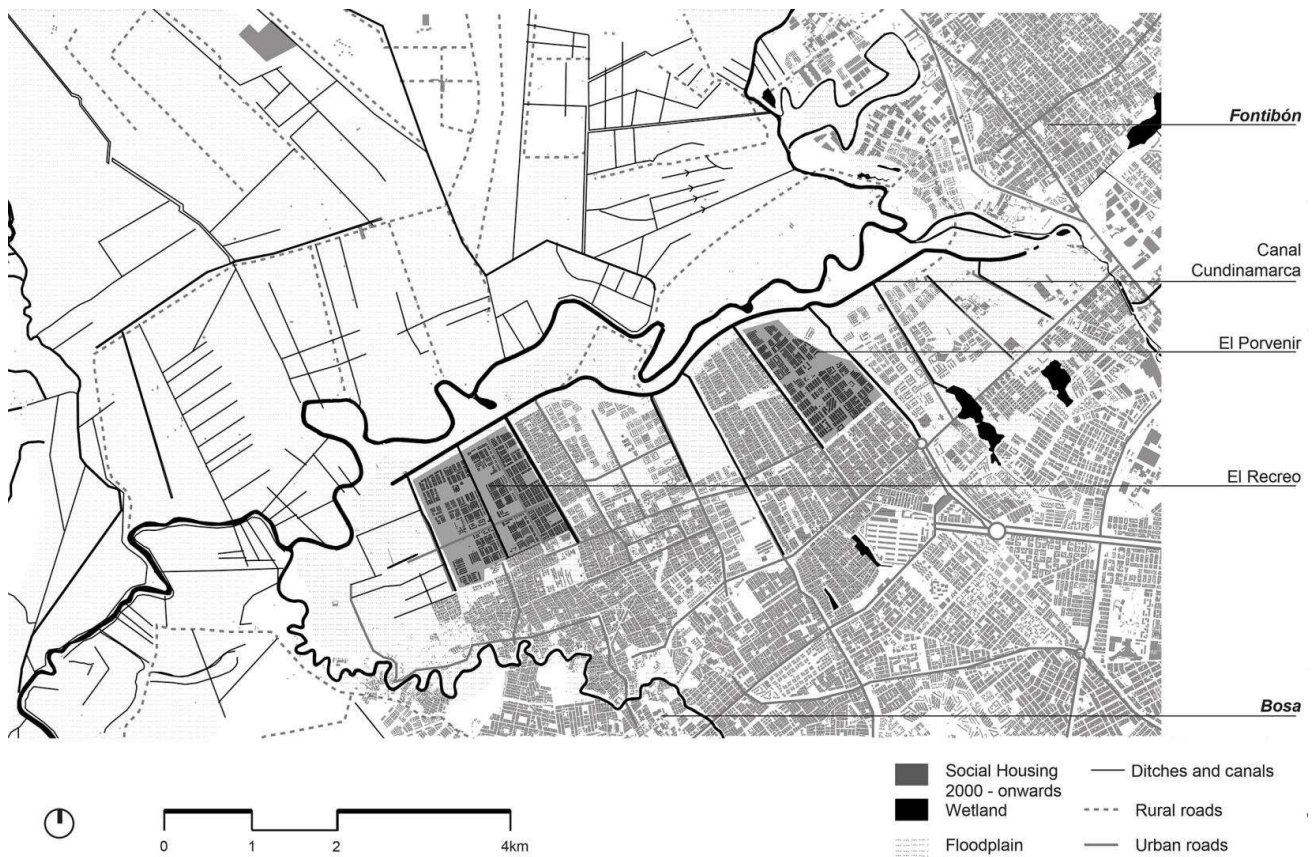 Fontibón
Canal
Cundinamarca
El Porvenir
El Recreo
Bosa
Social Housing
2000 - onwards
Wetland
Floodplain
Ditches and canals
Rural roads
Urban roads
0 1 2 4km